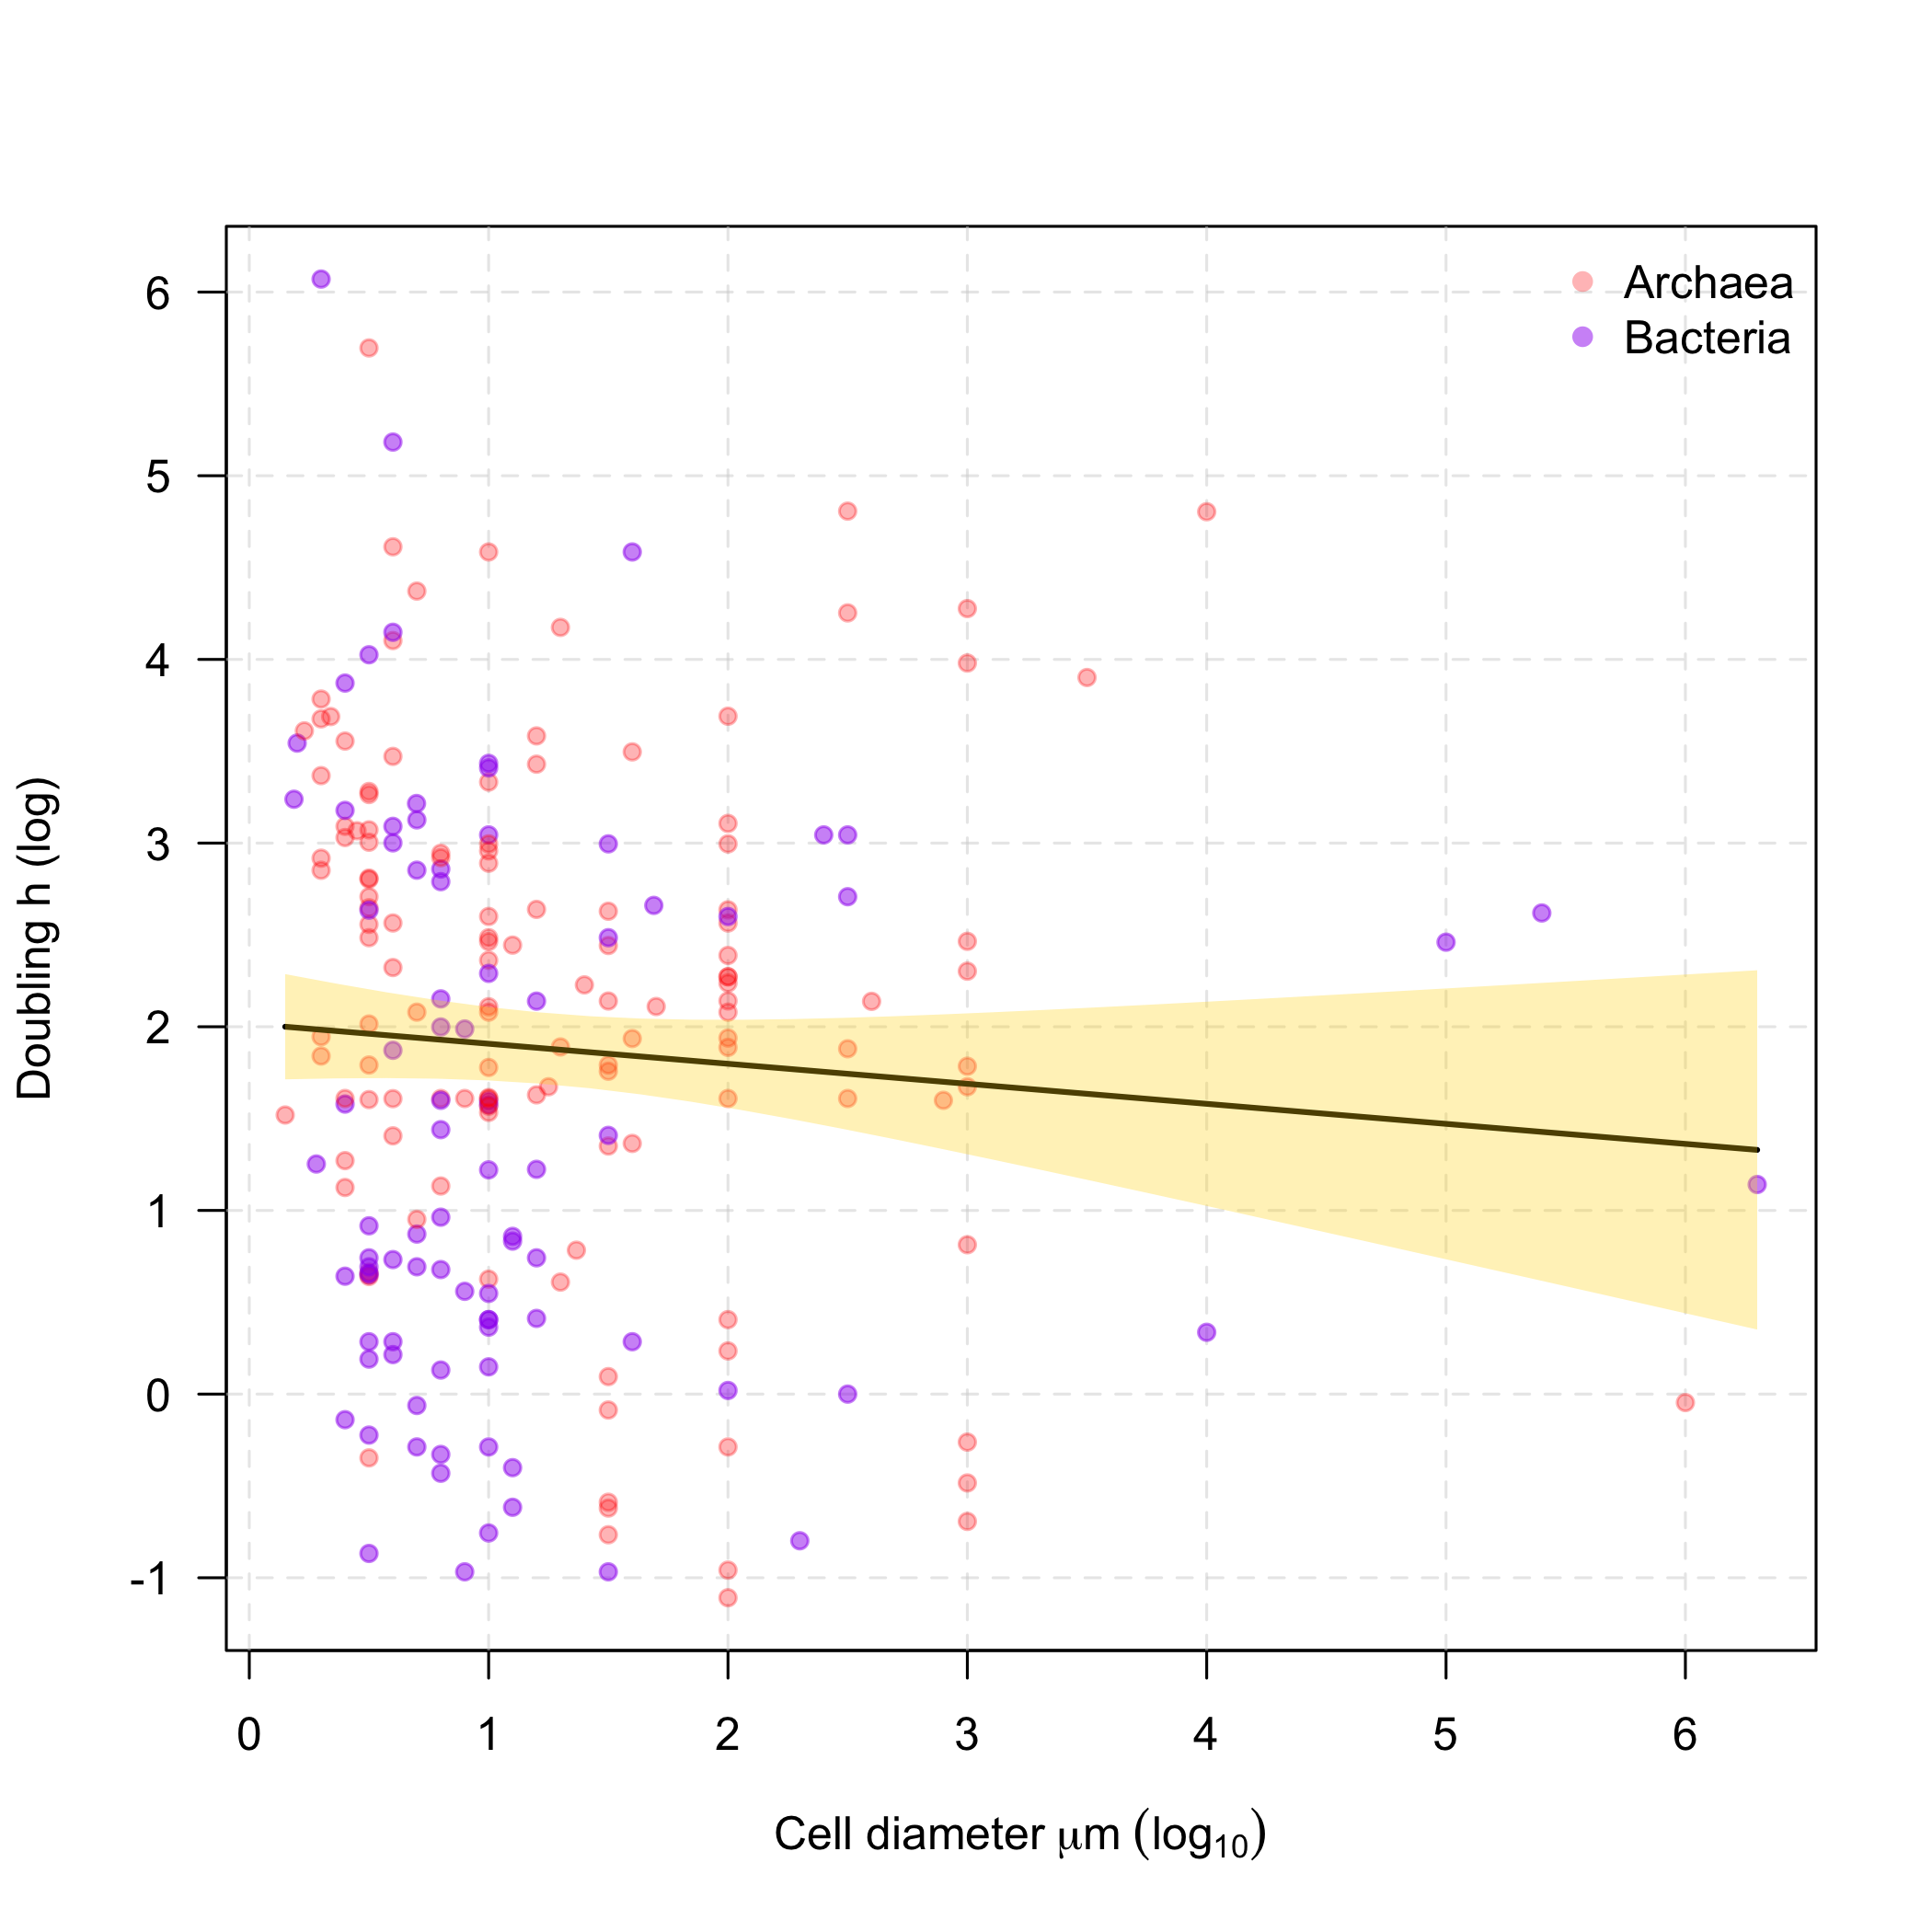 Archaea
Bacteria
6
5
4
3
2
1
0
-1
Doubling h (log)
0 1 2 3 4 5 6
Cell diameter μm (log₁₀)